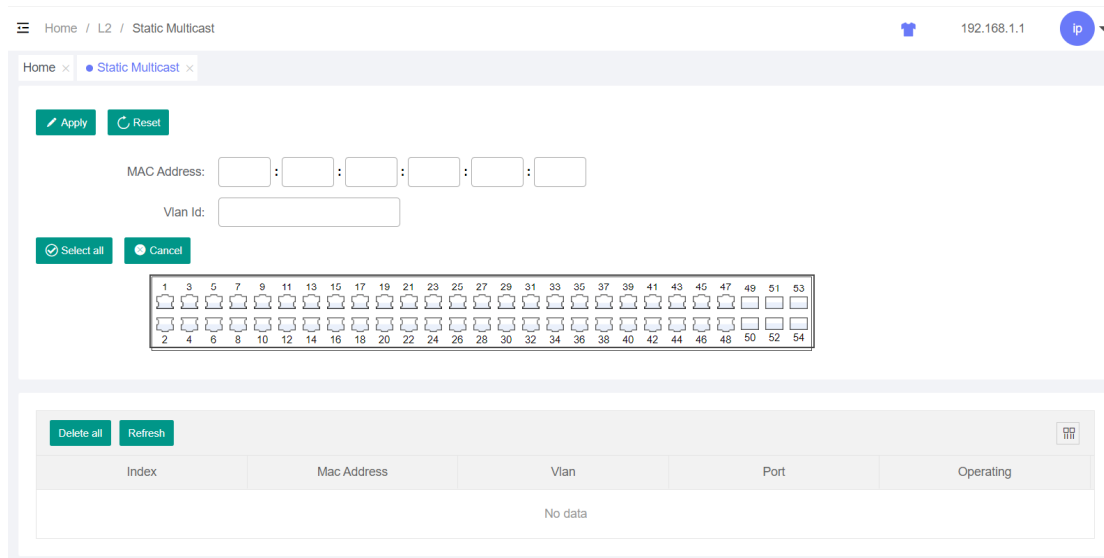 Home / L2 / Static Multicast 192.168.1.1 ip
Home × Static Multicast ×
Apply Reset
MAC Address: : : : : :
Vlan Id:
Select all Cancel
1 3 5 7 9 11 13 15 17 19 21 23 25 27 29 31 33 35 37 39 41 43 45 47 49 51 53
2 4 6 8 10 12 14 16 18 20 22 24 26 28 30 32 34 36 38 40 42 44 46 48 50 52 54
Delete all Refresh
Index Mac Address Vlan Port Operating
No data